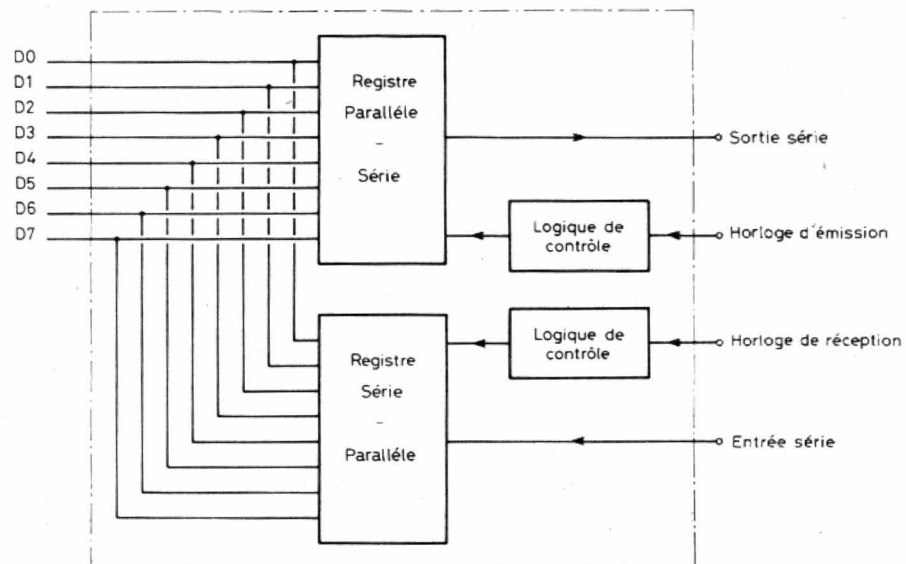 D0
D1
D2
D3
D4
D5
D6
D7
Registre
Paralléle
-
Série
Sortie série
Logique de
contrôle
Horloge d'émission
Logique de
contrôle
Horloge de réception
Registre
Série
-
Paralléle
Entrée série